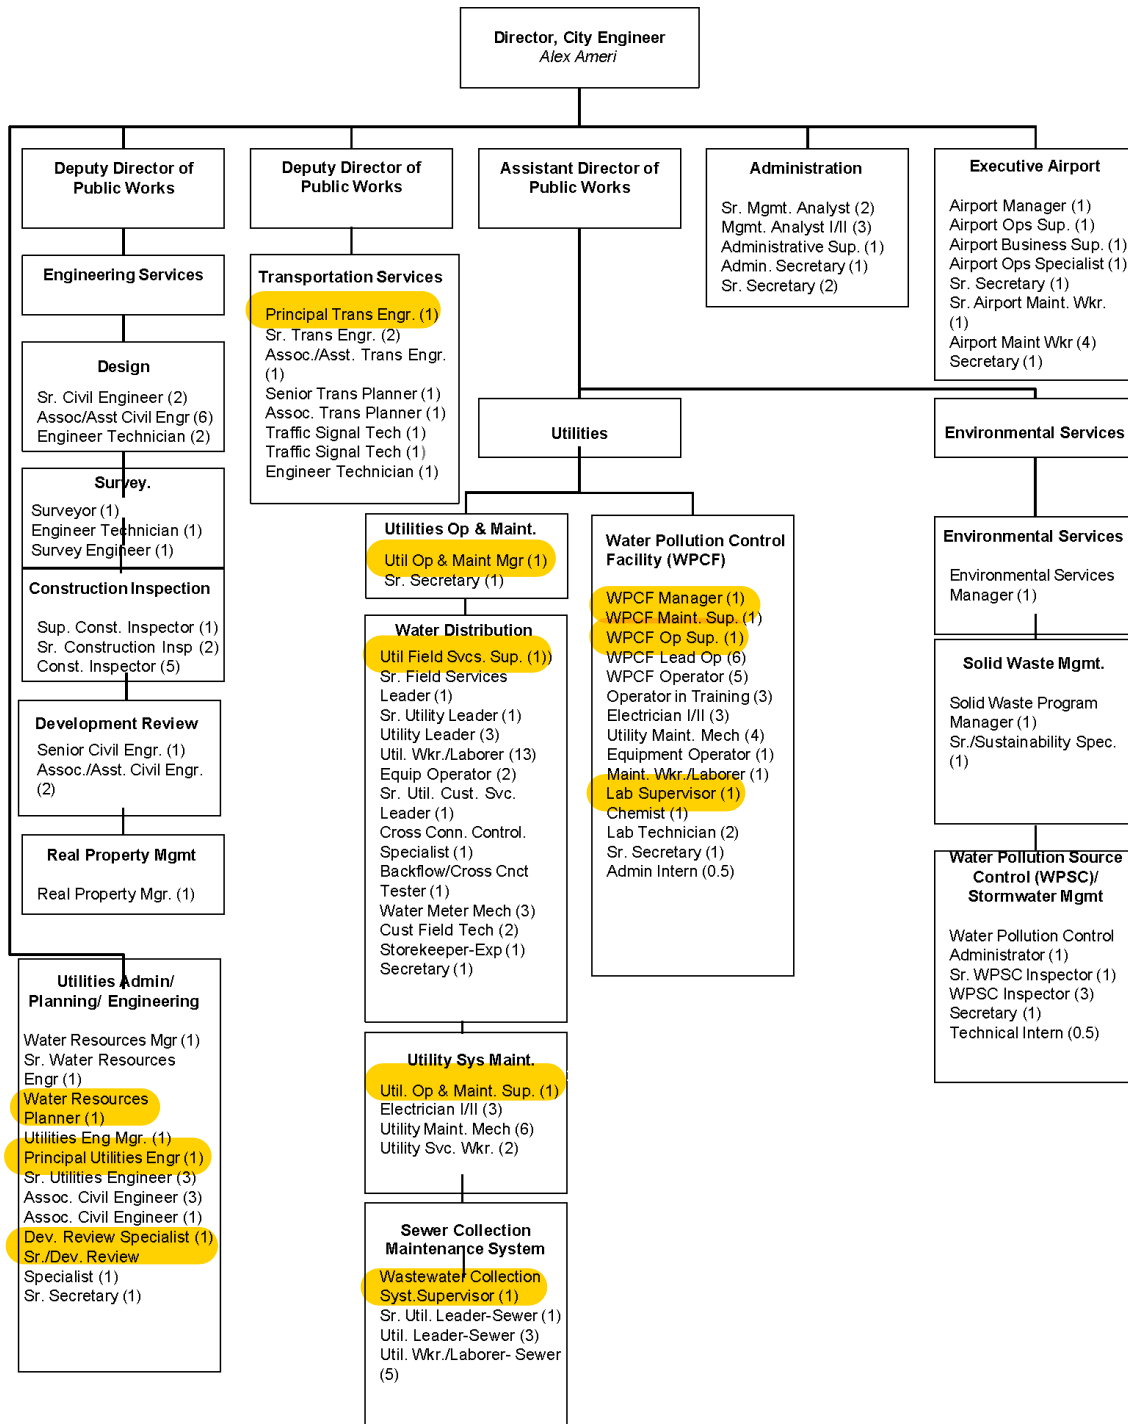 Director, City Engineer
Alex Ameri
Deputy Director of
Public Works
Engineering Services
Design
Sr. Civil Engineer (2)
Assoc/Asst Civil Engr (6)
Engineer Technician (2)
Survey.
Surveyor (1)
Engineer Technician (1)
Survey Engineer (1)
Construction Inspection
Sup. Const. Inspector (1)
Sr. Construction Insp (2)
Const. Inspector (5)
Development Review
Senior Civil Engr. (1)
Assoc./Asst. Civil Engr.
(2)
Real Property Mgmt
Real Property Mgr. (1)
Utilities Admin/
Planning/ Engineering
Water Resources Mgr (1)
Sr. Water Resources
Engr (1)
Water Resources
Planner (1)
Utilities Eng Mgr. (1)
Principal Utilities Engr (1)
Sr. Utilities Engineer (3)
Assoc. Civil Engineer (3)
Assoc. Civil Engineer (1)
Dev. Review Specialist (1)
Sr./Dev. Review
Specialist (1)
Sr. Secretary (1)
Deputy Director of
Public Works
Transportation Services
Principal Trans Engr. (1)
Sr. Trans Engr. (2)
Assoc./Asst. Trans Engr.
(1)
Senior Trans Planner (1)
Assoc. Trans Planner (1)
Traffic Signal Tech (1)
Traffic Signal Tech (1)
Engineer Technician (1)
Assistant Director of
Public Works
Utilities
Utilities Op & Maint.
Util Op & Maint Mgr (1)
Sr. Secretary (1)
Water Distribution
Util Field Svcs. Sup. (1))
Sr. Field Services
Leader (1)
Sr. Utility Leader (1)
Utility Leader (3)
Util. Wkr./Laborer (13)
Equip Operator (2)
Sr. Util. Cust. Svc.
Leader (1)
Cross Conn. Control.
Specialist (1)
Backflow/Cross Cnct
Tester (1)
Water Meter Mech (3)
Cust Field Tech (2)
Storekeeper-Exp (1)
Secretary (1)
Utility Sys Maint.
Util. Op & Maint. Sup. (1)
Electrician I/II (3)
Utility Maint. Mech (6)
Utility Svc. Wkr. (2)
Sewer Collection
Maintenance System
Wastewater Collection
Syst.Supervisor (1)
Sr. Util. Leader-Sewer (1)
Util. Leader-Sewer (3)
Util. Wkr./Laborer- Sewer
(5)
Water Pollution Control
Facility (WPCF)
WPCF Manager (1)
WPCF Maint. Sup. (1)
WPCF Op Sup. (1)
WPCF Lead Op (6)
WPCF Operator (5)
Operator in Training (3)
Electrician I/II (3)
Utility Maint. Mech (4)
Equipment Operator (1)
Maint. Wkr./Laborer (1)
Lab Supervisor (1)
Chemist (1)
Lab Technician (2)
Sr. Secretary (1)
Admin Intern (0.5)
Administration
Sr. Mgmt. Analyst (2)
Mgmt. Analyst I/II (3)
Administrative Sup. (1)
Admin. Secretary (1)
Sr. Secretary (2)
Executive Airport
Airport Manager (1)
Airport Ops Sup. (1)
Airport Business Sup. (1)
Airport Ops Specialist (1)
Sr. Secretary (1)
Sr. Airport Maint. Wkr.
(1)
Airport Maint Wkr (4)
Secretary (1)
Environmental Services
Environmental Services
Environmental Services
Manager (1)
Solid Waste Mgmt.
Solid Waste Program
Manager (1)
Sr./Sustainability Spec.
(1)
Water Pollution Source
Control (WPSC)/
Stormwater Mgmt
Water Pollution Control
Administrator (1)
Sr. WPSC Inspector (1)
WPSC Inspector (3)
Secretary (1)
Technical Intern (0.5)